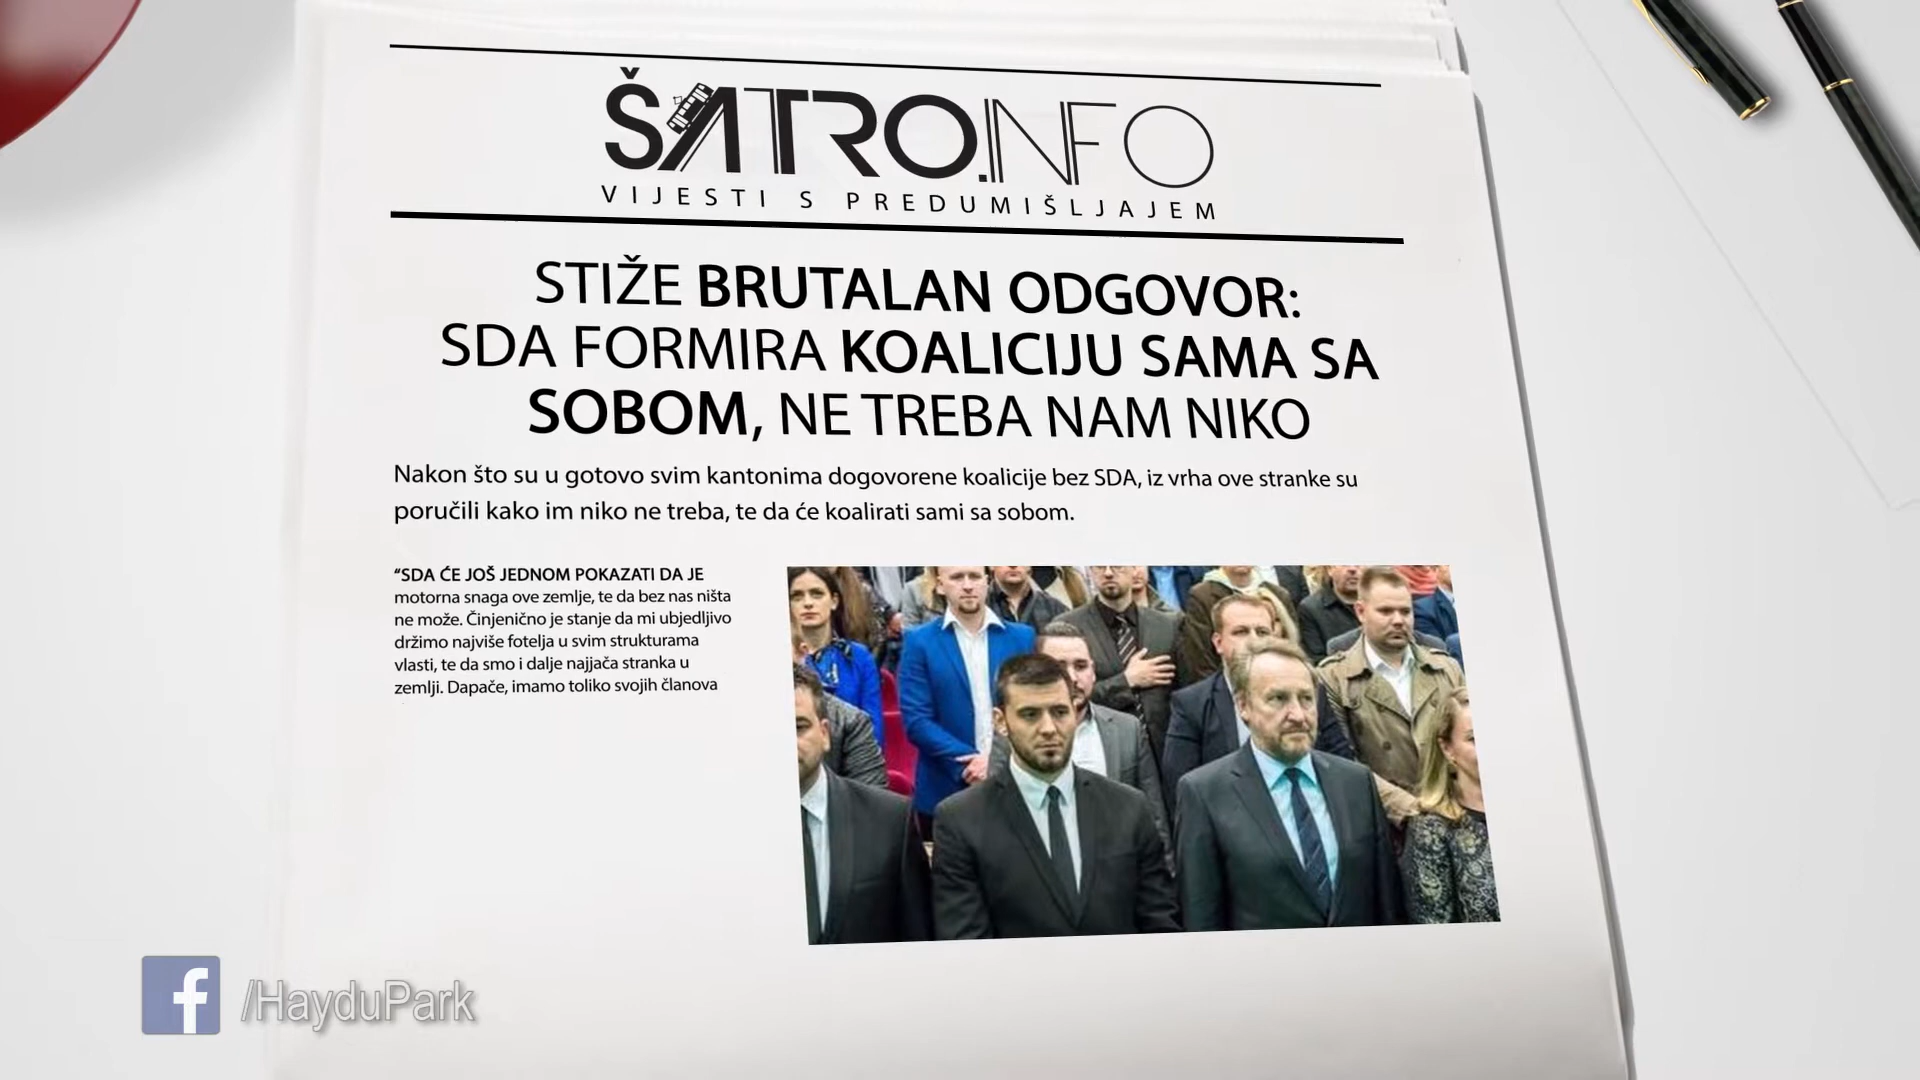 ŠATRO.INFO
VIJESTI S PREDUMIŠLJAJEM
STIŽE BRUTALAN ODGOVOR:
SDA FORMIRA KOALICIJU SAMA SA
SOBOM, NE TREBA NAM NIKO
Nakon što su u gotovo svim kantonima dogovorene koalicije bez SDA, iz vrha ove stranke su
poručili kako im niko ne treba, te da će koalirati sami sa sobom.
“SDA ĆE JOŠ JEDNOM POKAZATI DA JE
motorna snaga ove zemlje, te da bez nas ništa
ne može. Činjenično je stanje da mi ubjedljivo
držimo najviše fotelja u svim strukturama
vlasti, te da smo i dalje najjača stranka u
zemlji. Dapače, imamo toliko svojih članova
f /HayduPark